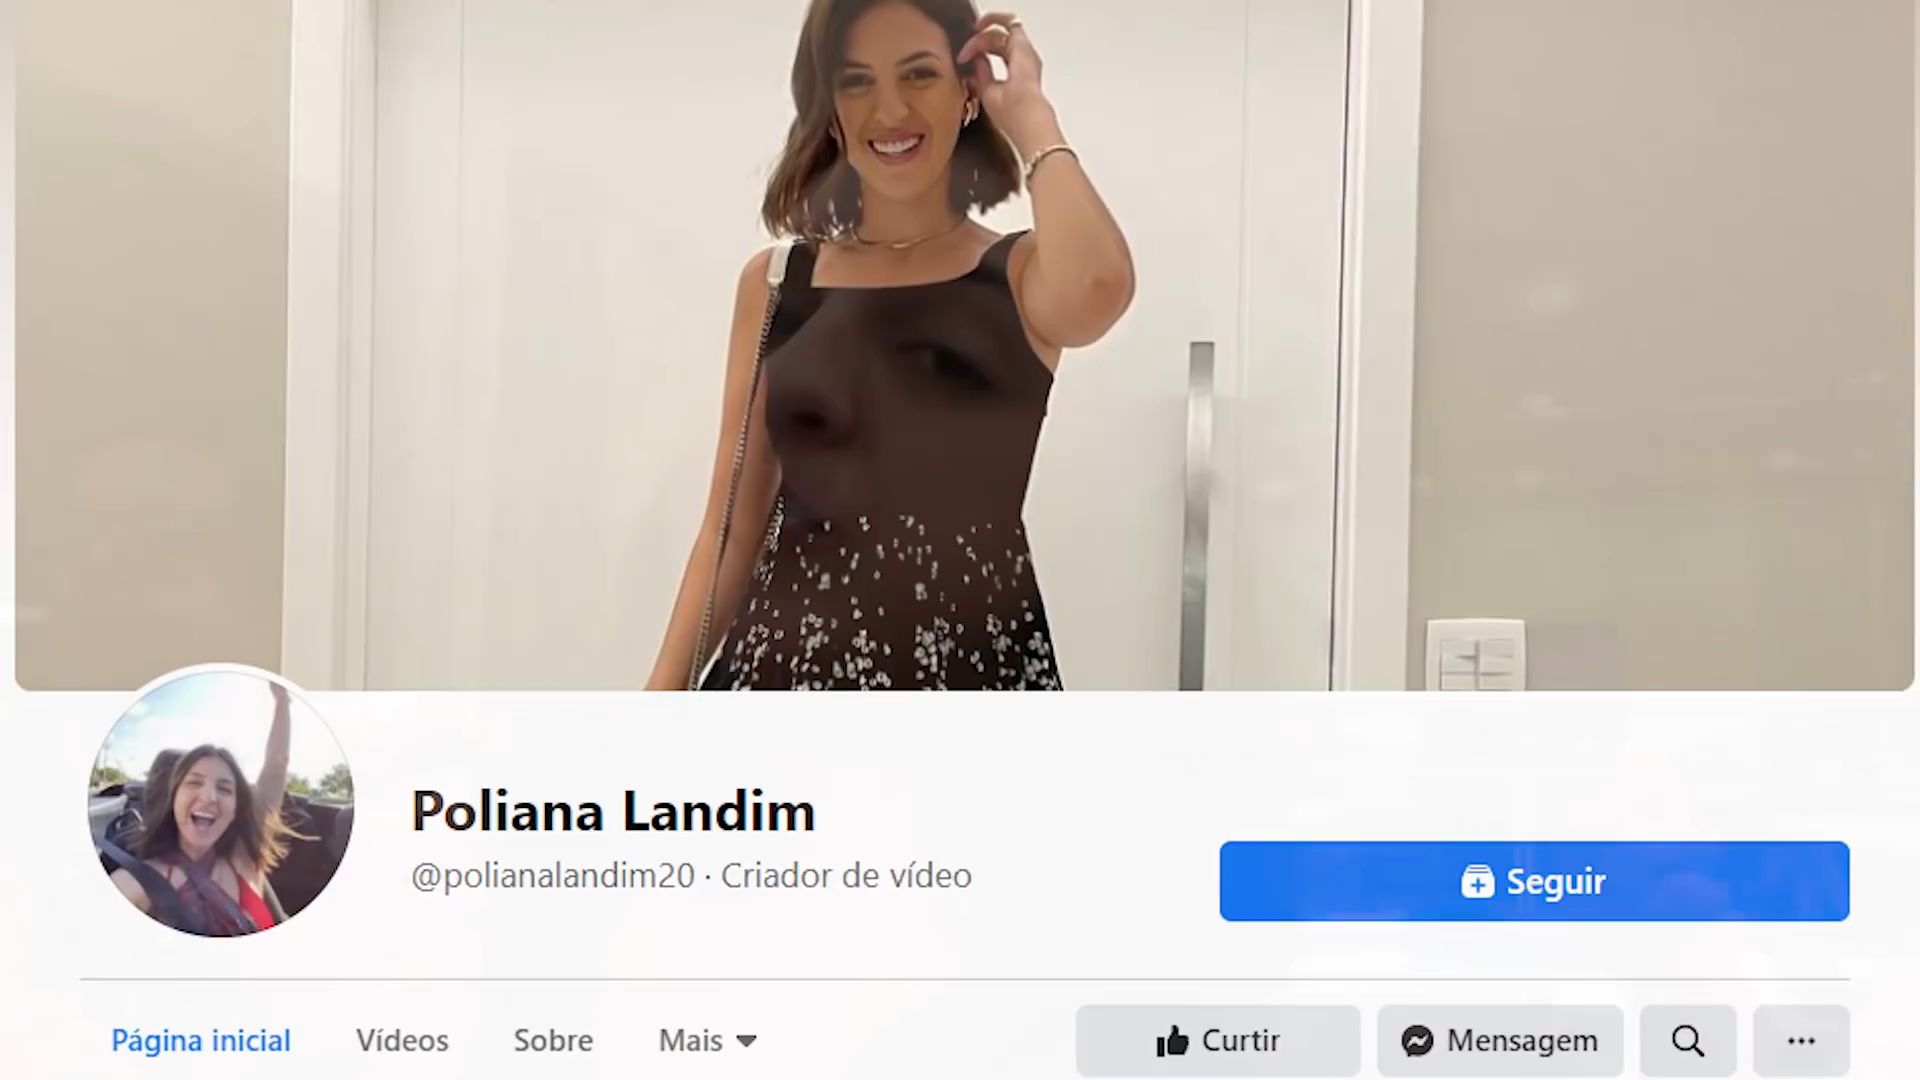 Poliana Landim
@polianalandim20 · Criador de vídeo
Seguir
Página inicial
Vídeos
Sobre
Mais
Curtir
Mensagem